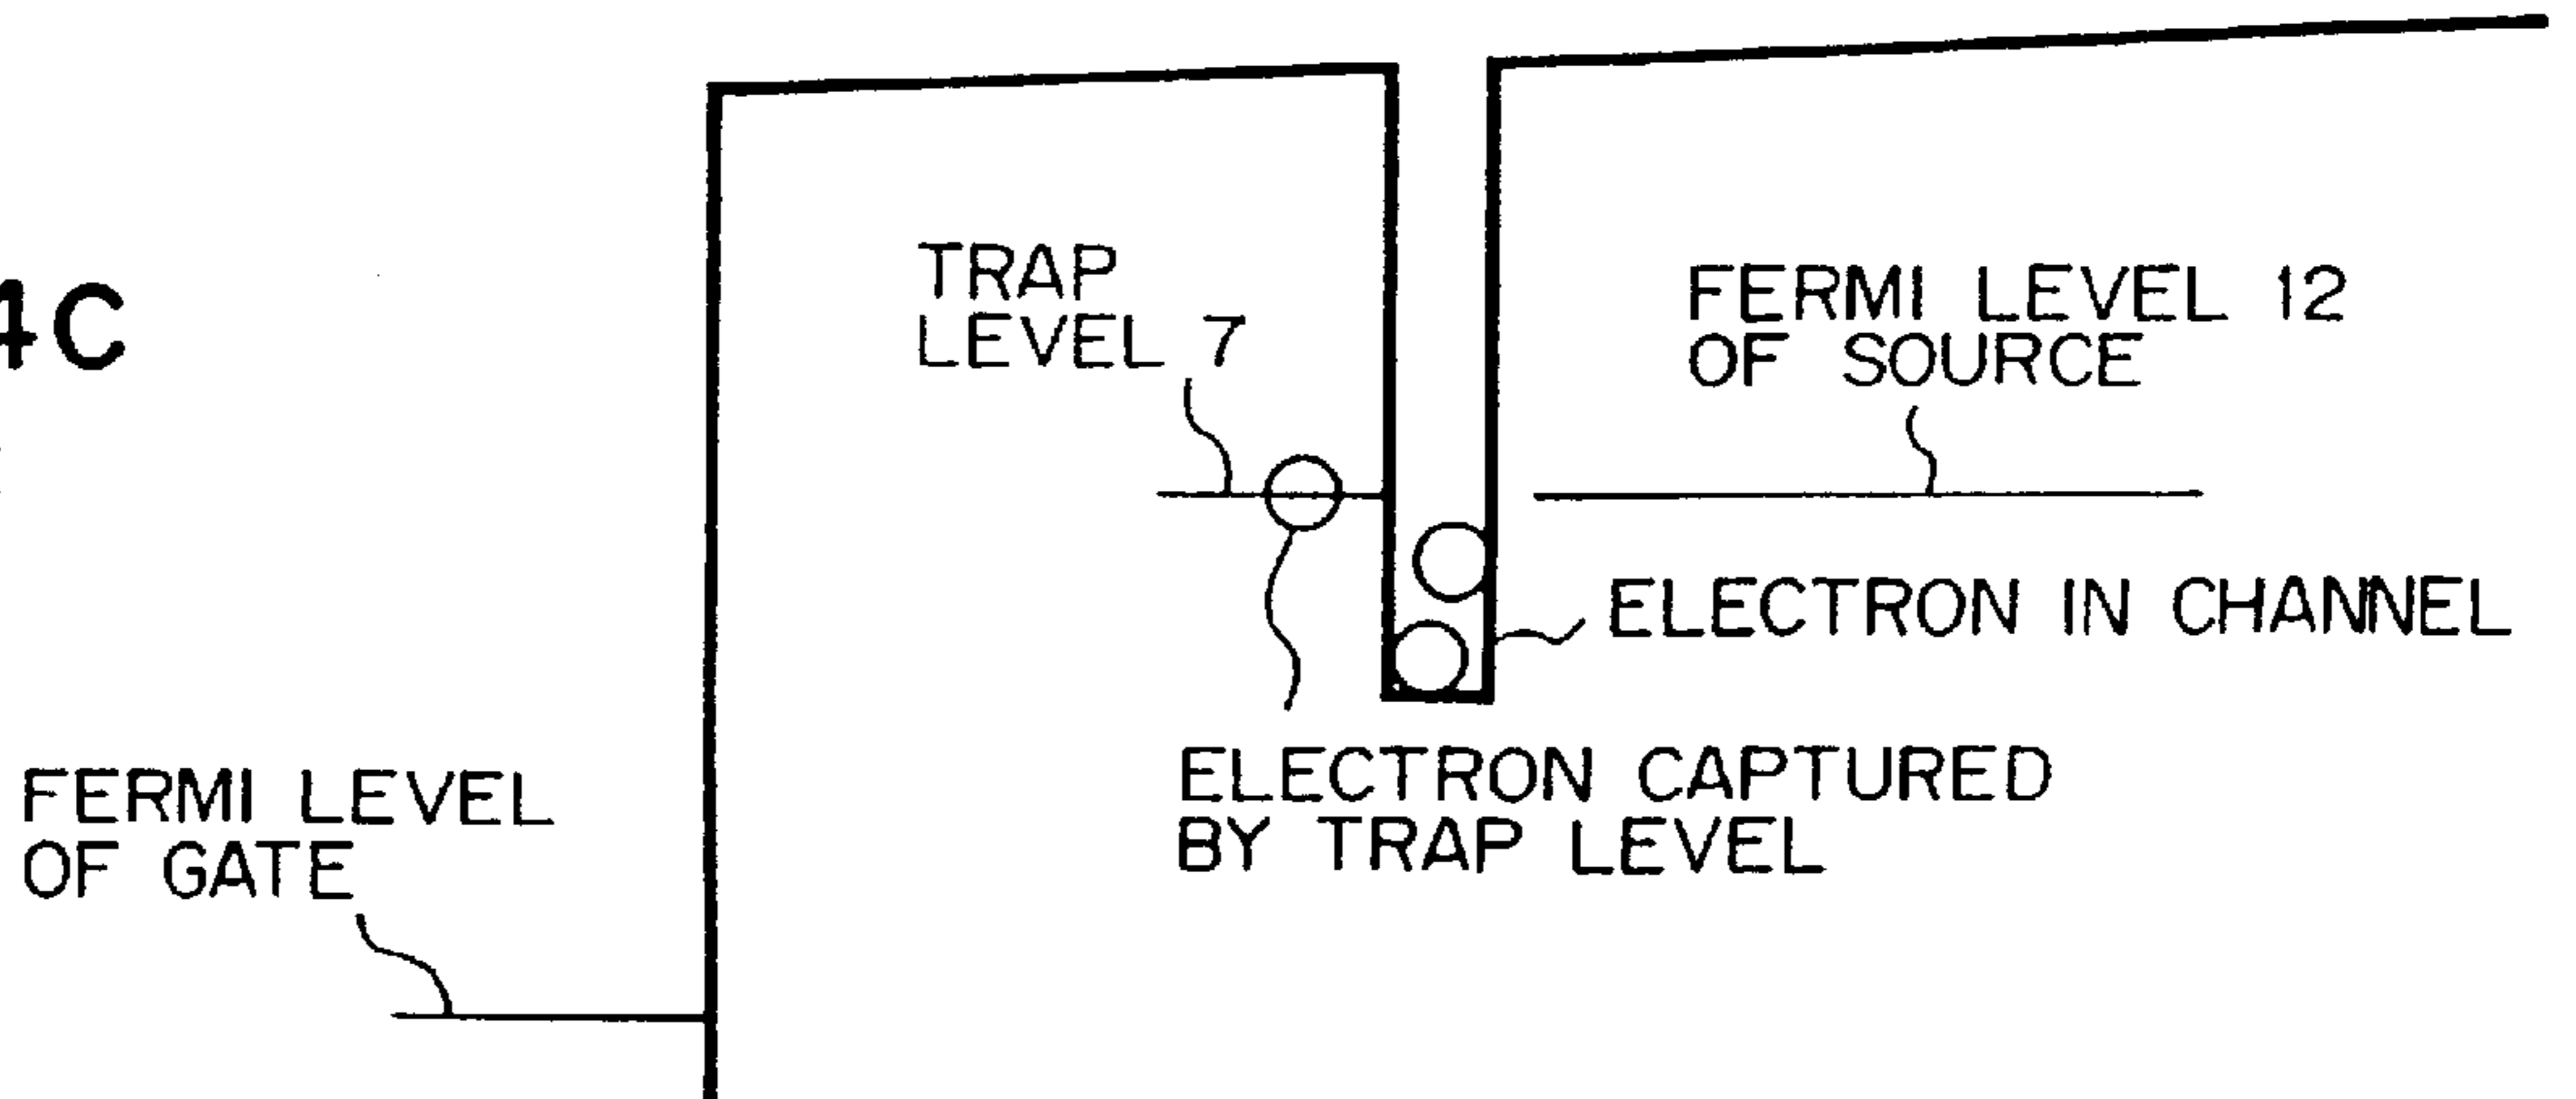 4C
TRAP
LEVEL 7
FERMI LEVEL 12
OF SOURCE
ELECTRON IN CHANNEL
ELECTRON CAPTURED
BY TRAP LEVEL
FERMI LEVEL
OF GATE